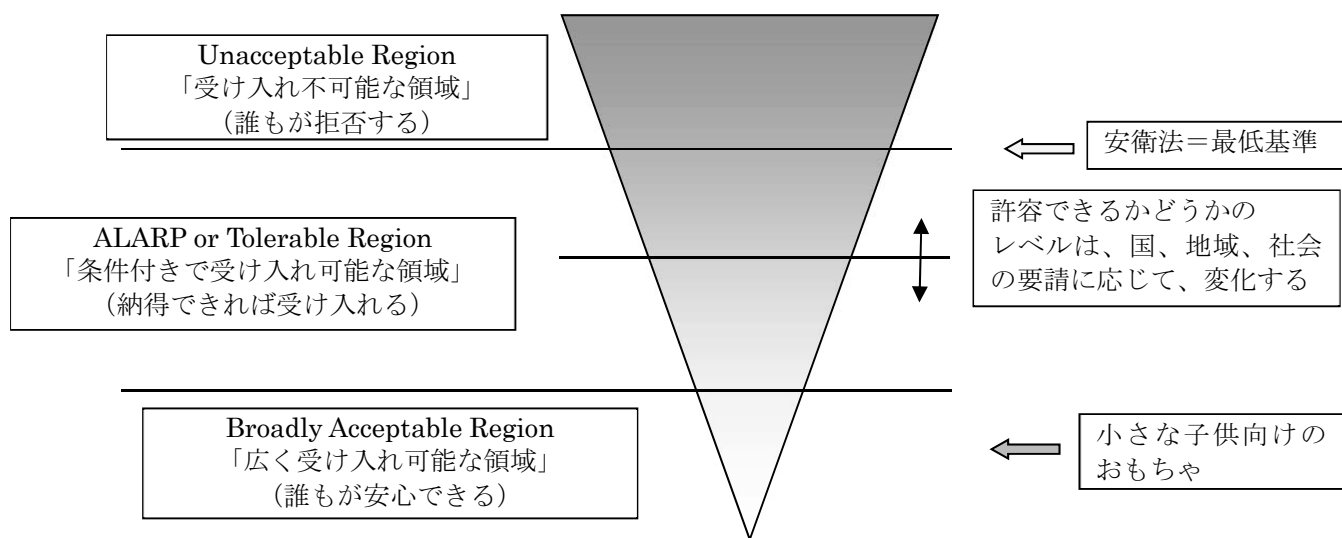 Unacceptable Region
「受け入れ不可能な領域」
(誰もが拒否する)
安衛法＝最低基準
ALARP or Tolerable Region
「条件付きで受け入れ可能な領域」
(納得できれば受け入れる)
許容できるかどうかの
レベルは、国、地域、社会
の要請に応じて、変化する
Broadly Acceptable Region
「広く受け入れ可能な領域」
(誰もが安心できる)
小さな子供向けの
おもちゃ